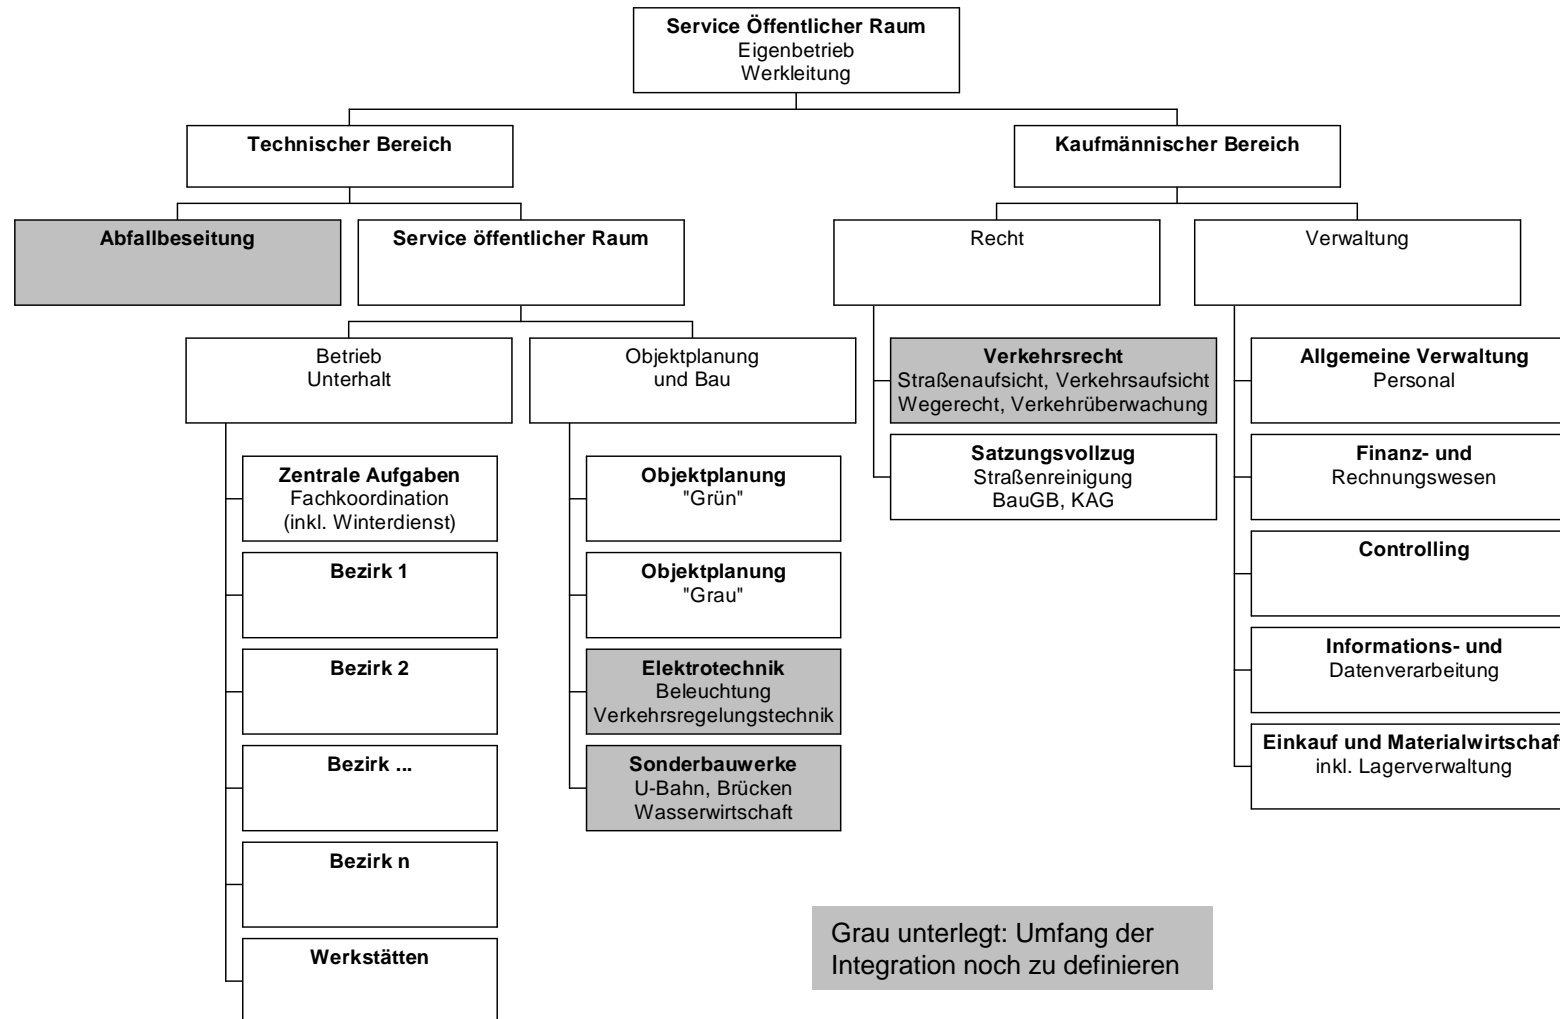 Service Öffentlicher Raum
Eigenbetrieb
Werkleitung
Technischer Bereich
Kaufmännischer Bereich
Abfallbeseitung
Service öffentlicher Raum
Recht
Verwaltung
Betrieb
Unterhalt
Objektplanung
und Bau
Verkehrsrecht
Straßenaufsicht, Verkehrsaufsicht
Wegerecht, Verkehrüberwachung
Allgemeine Verwaltung
Personal
Zentrale Aufgaben
Fachkoordination
(inkl. Winterdienst)
Objektplanung
"Grün"
Satzungsvollzug
Straßenreinigung
BauGB, KAG
Finanz- und
Rechnungswesen
Bezirk 1
Objektplanung
"Grau"
Controlling
Bezirk 2
Elektrotechnik
Beleuchtung
Verkehrsregelungstechnik
Informations- und
Datenverarbeitung
Bezirk ...
Sonderbauwerke
U-Bahn, Brücken
Wasserwirtschaft
Einkauf und Materialwirtschaft
inkl. Lagerverwaltung
Bezirk n
Werkstätten
Grau unterlegt: Umfang der
Integration noch zu definieren